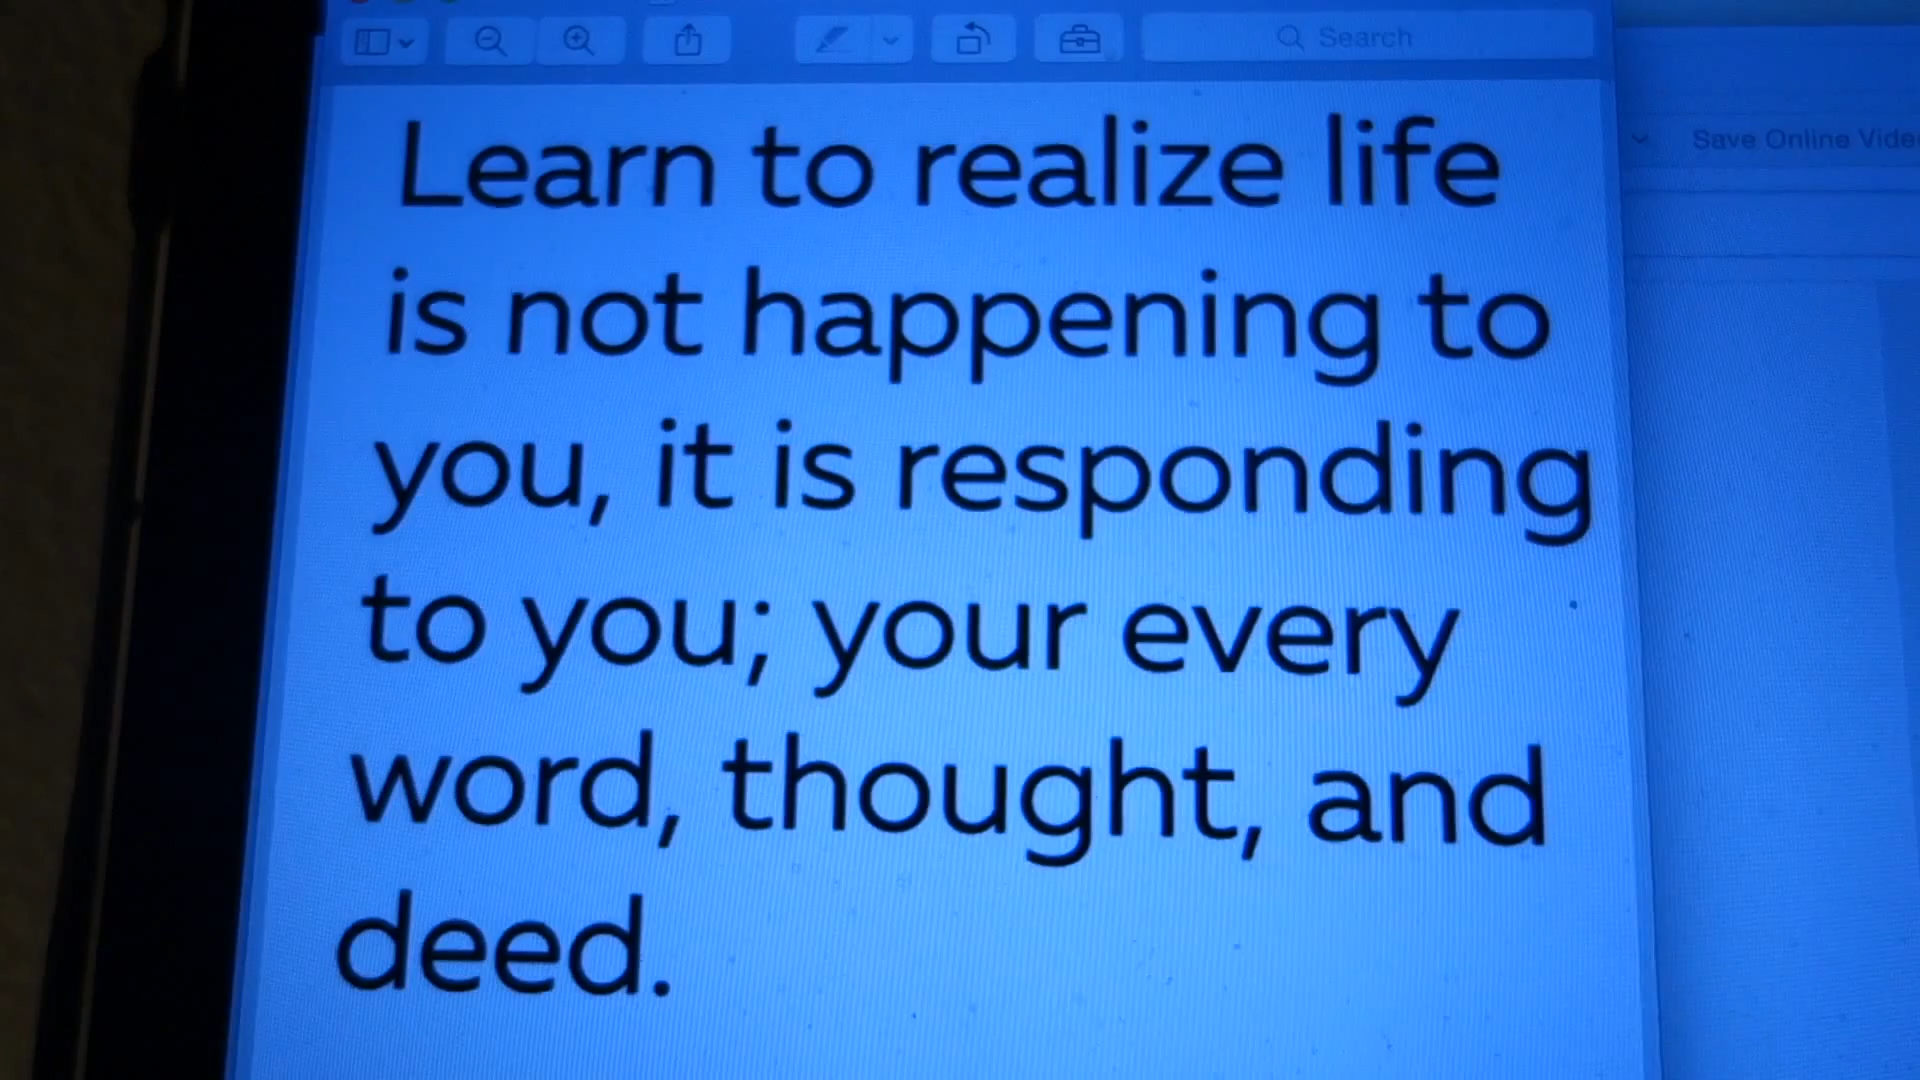 Search
Save Online
Learn to realize life
is not happening to
you, it is responding
to you; your every
word, thought, and
deed.